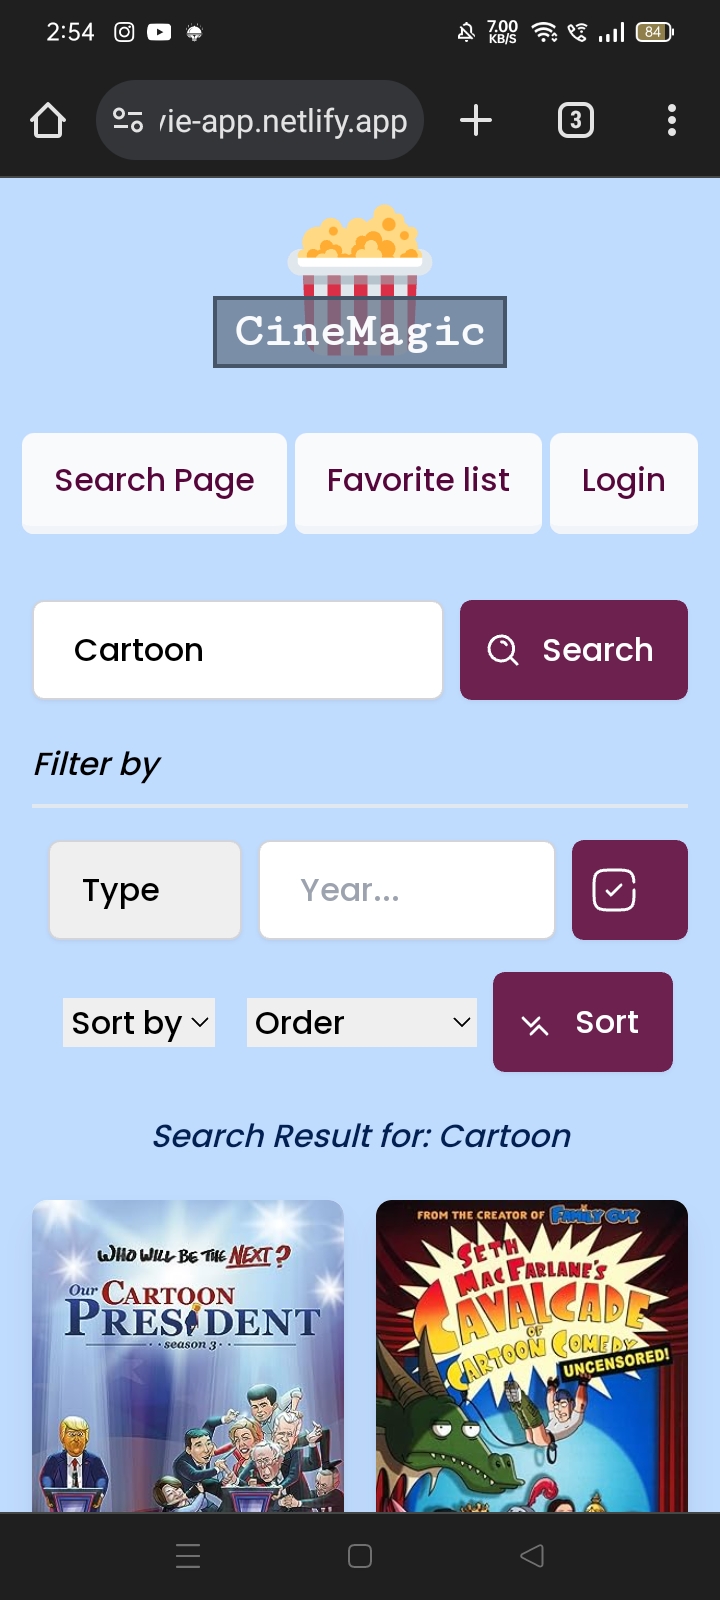 2:54 7.00 KB/S 84
vie-app.netlify.app 3
CineMagic
Search Page Favorite list Login
Cartoon Search
Filter by
Type Year...
Sort by Order Sort
Search Result for: Cartoon
WHO WILL BE THE NEXT?
Our CARTOON
PRESIDENT
season 3
FROM THE CREATOR OF FAMILY GUY
SETH
MACFARLANE'S
CAVALCADE
OF
CARTOON COMEDY
UNCENSORED!